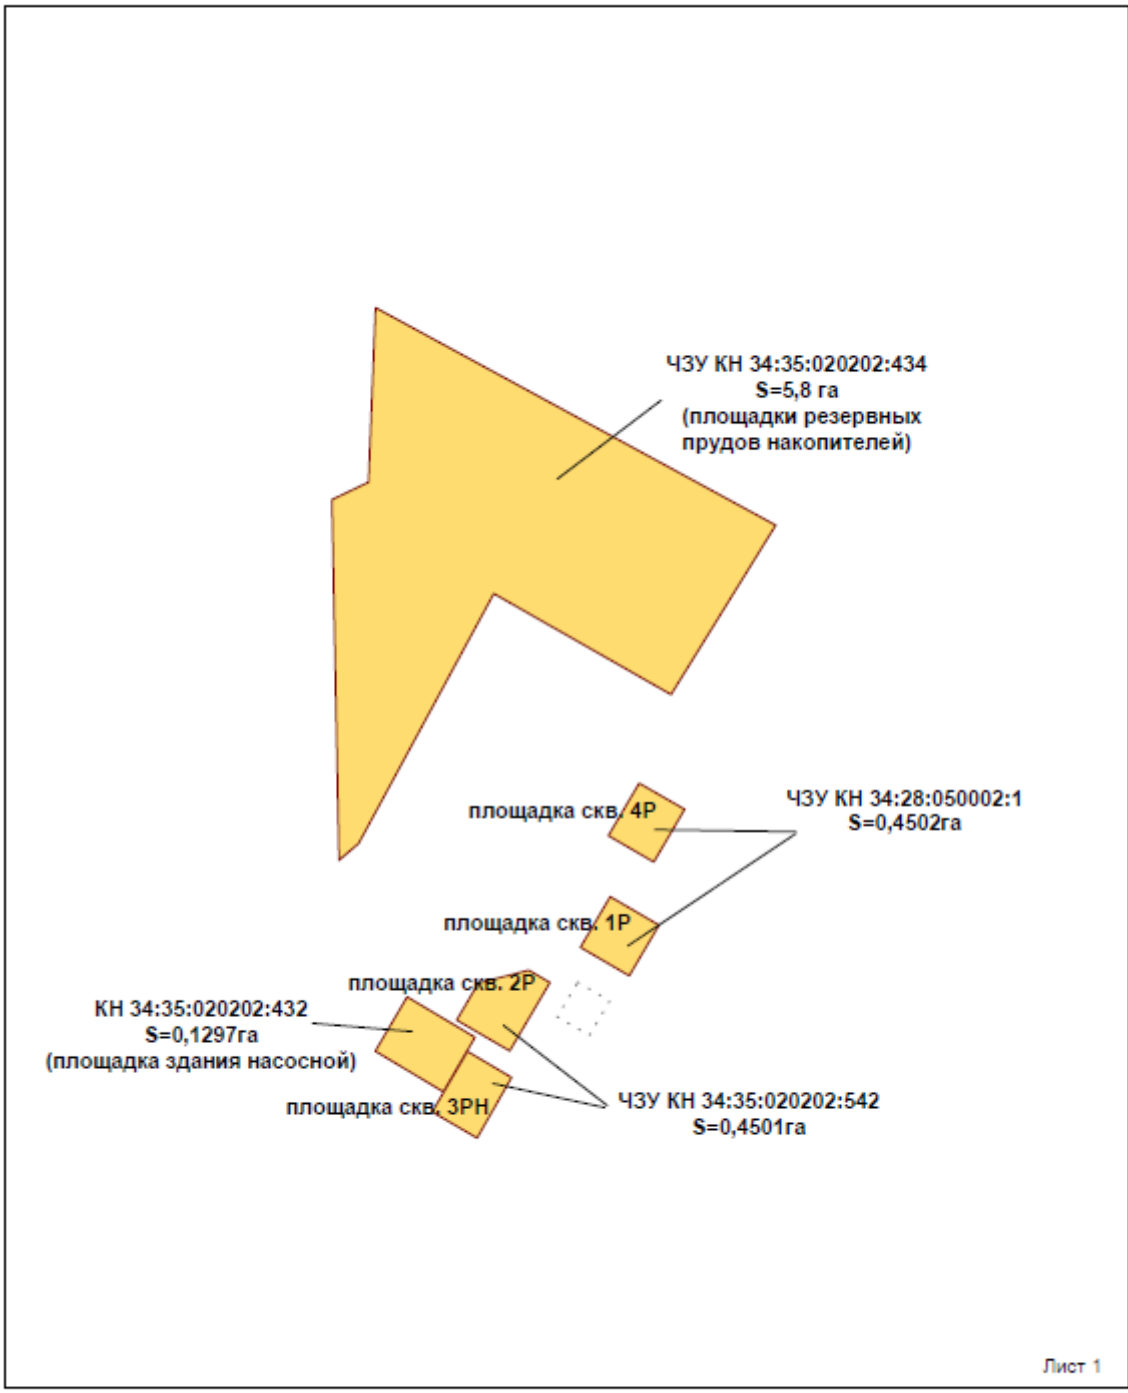 ЧЗУ КН 34:35:020202:434
S=5,8 га
(площадки резервных
прудов накопителей)
ЧЗУ КН 34:28:050002:1
S=0,4502га
площадка скв. 4Р
площадка скв. 1Р
площадка скв. 2Р
КН 34:35:020202:432
S=0,1297га
(площадка здания насосной)
площадка скв. 3РН
ЧЗУ КН 34:35:020202:542
S=0,4501га
Лист 1